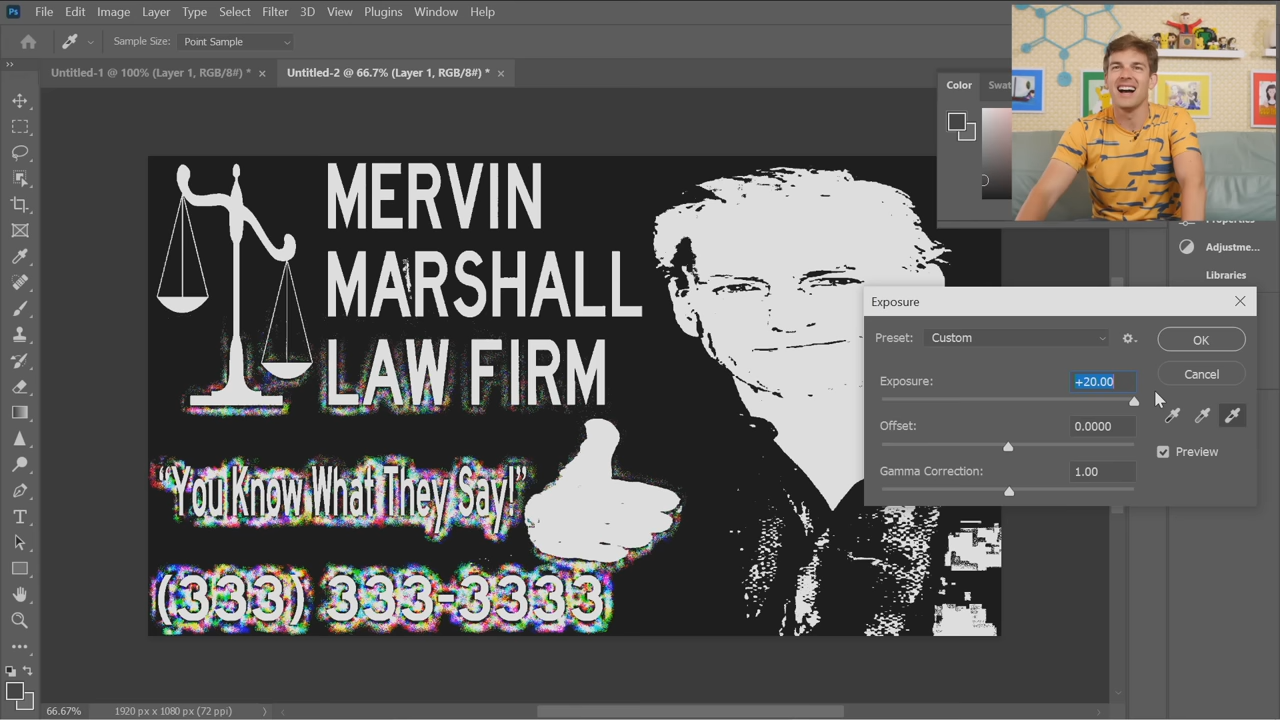 Ps File Edit Image Layer Type Select Filter 3D View Plugins Window Help
Sample Size: Point Sample
Untitled-1 @ 100% (Layer 1, RGB/8#) * × Untitled-2 @ 66.7% (Layer 1, RGB/8#) * ×
Color
MERVIN
MARSHALL
LAW FIRM
“You Know What They Say!”
(333) 333-3333
Adjustme...
Libraries
Exposure
Preset: Custom
OK
Exposure: +20.00
Cancel
Offset: 0.0000
Preview
Gamma Correction: 1.00
66.67% 1920 px x 1080 px (72 ppi)